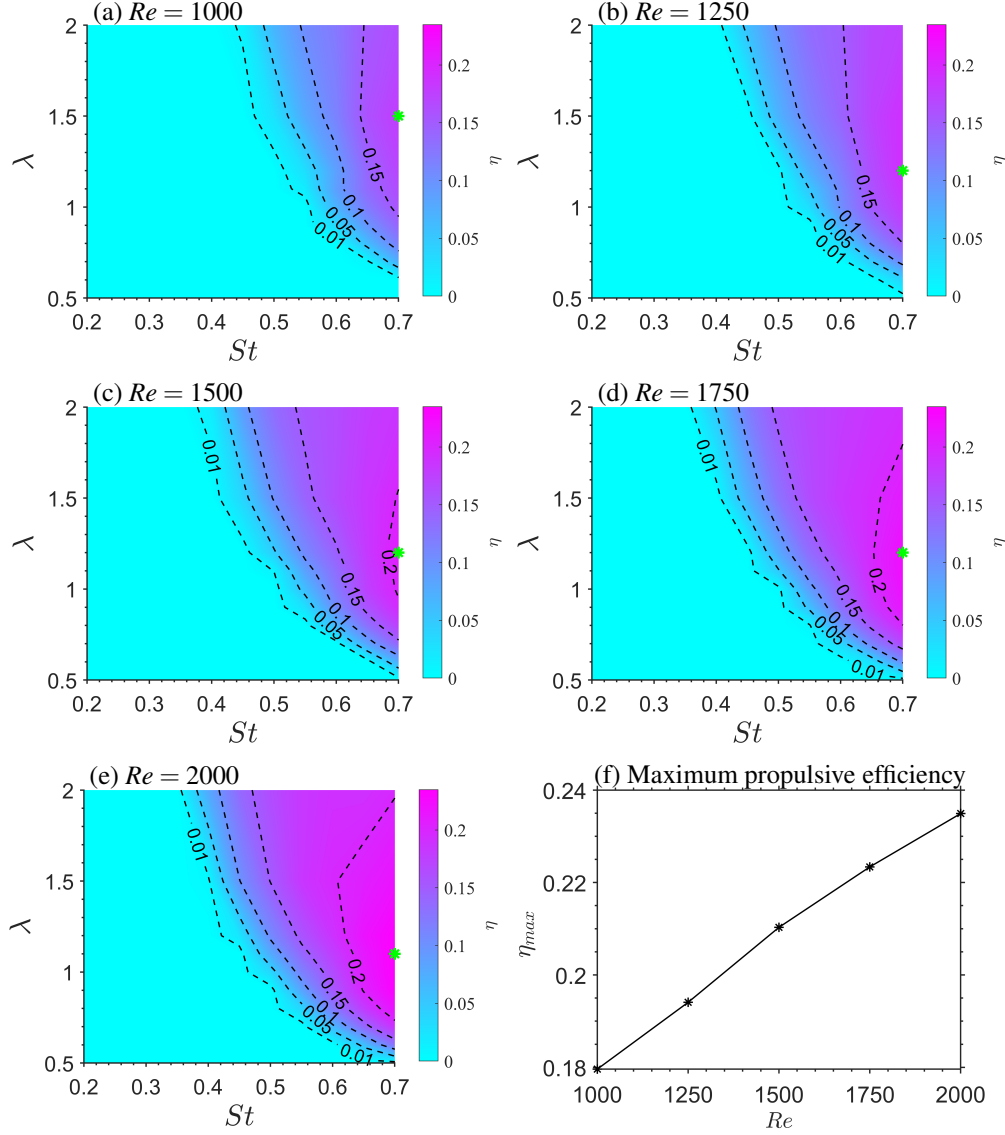 (a) Re = 1000
2
1.5
1
0.5
λ
0.2 0.3 0.4 0.5 0.6 0.7
St
0.15
0.1
0.05
0.01
0.2
0.15
0.1
0.05
0
η
(b) Re = 1250
2
1.5
1
0.5
λ
0.2 0.3 0.4 0.5 0.6 0.7
St
0.15
0.1
0.05
0.01
0.2
0.15
0.1
0.05
0
η
(c) Re = 1500
2
1.5
1
0.5
λ
0.2 0.3 0.4 0.5 0.6 0.7
St
0.01
0.2
0.15
0.1
0.05
0.2
0.15
0.1
0.05
0
η
(d) Re = 1750
2
1.5
1
0.5
λ
0.2 0.3 0.4 0.5 0.6 0.7
St
0.01
0.2
0.15
0.1
0.05
0.01
0.2
0.15
0.1
0.05
0
η
(e) Re = 2000
2
1.5
1
0.5
λ
0.2 0.3 0.4 0.5 0.6 0.7
St
0.01
0.2
0.15
0.1
0.05
0.01
0.2
0.15
0.1
0.05
0
η
(f) Maximum propulsive efficiency
0.24
0.22
0.2
0.18
ηmax
1000 1250 1500 1750 2000
Re